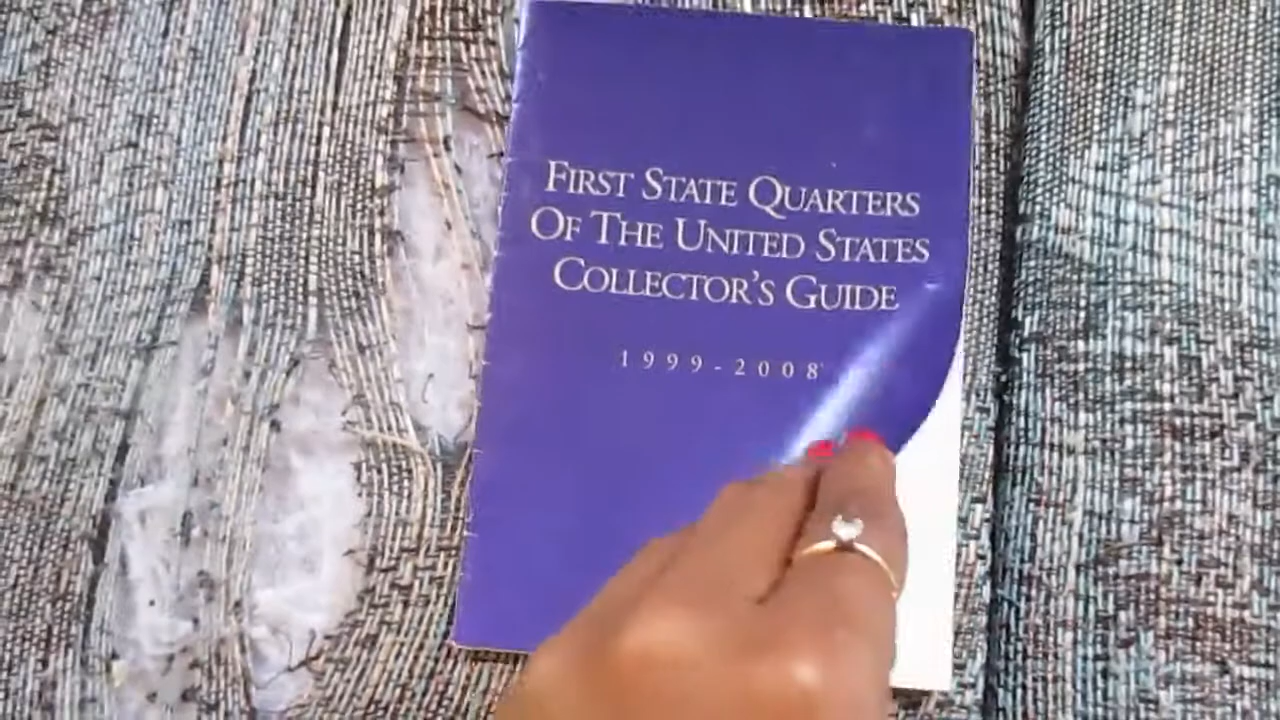 First State Quarters
Of The United States
Collector's Guide
1999-2008